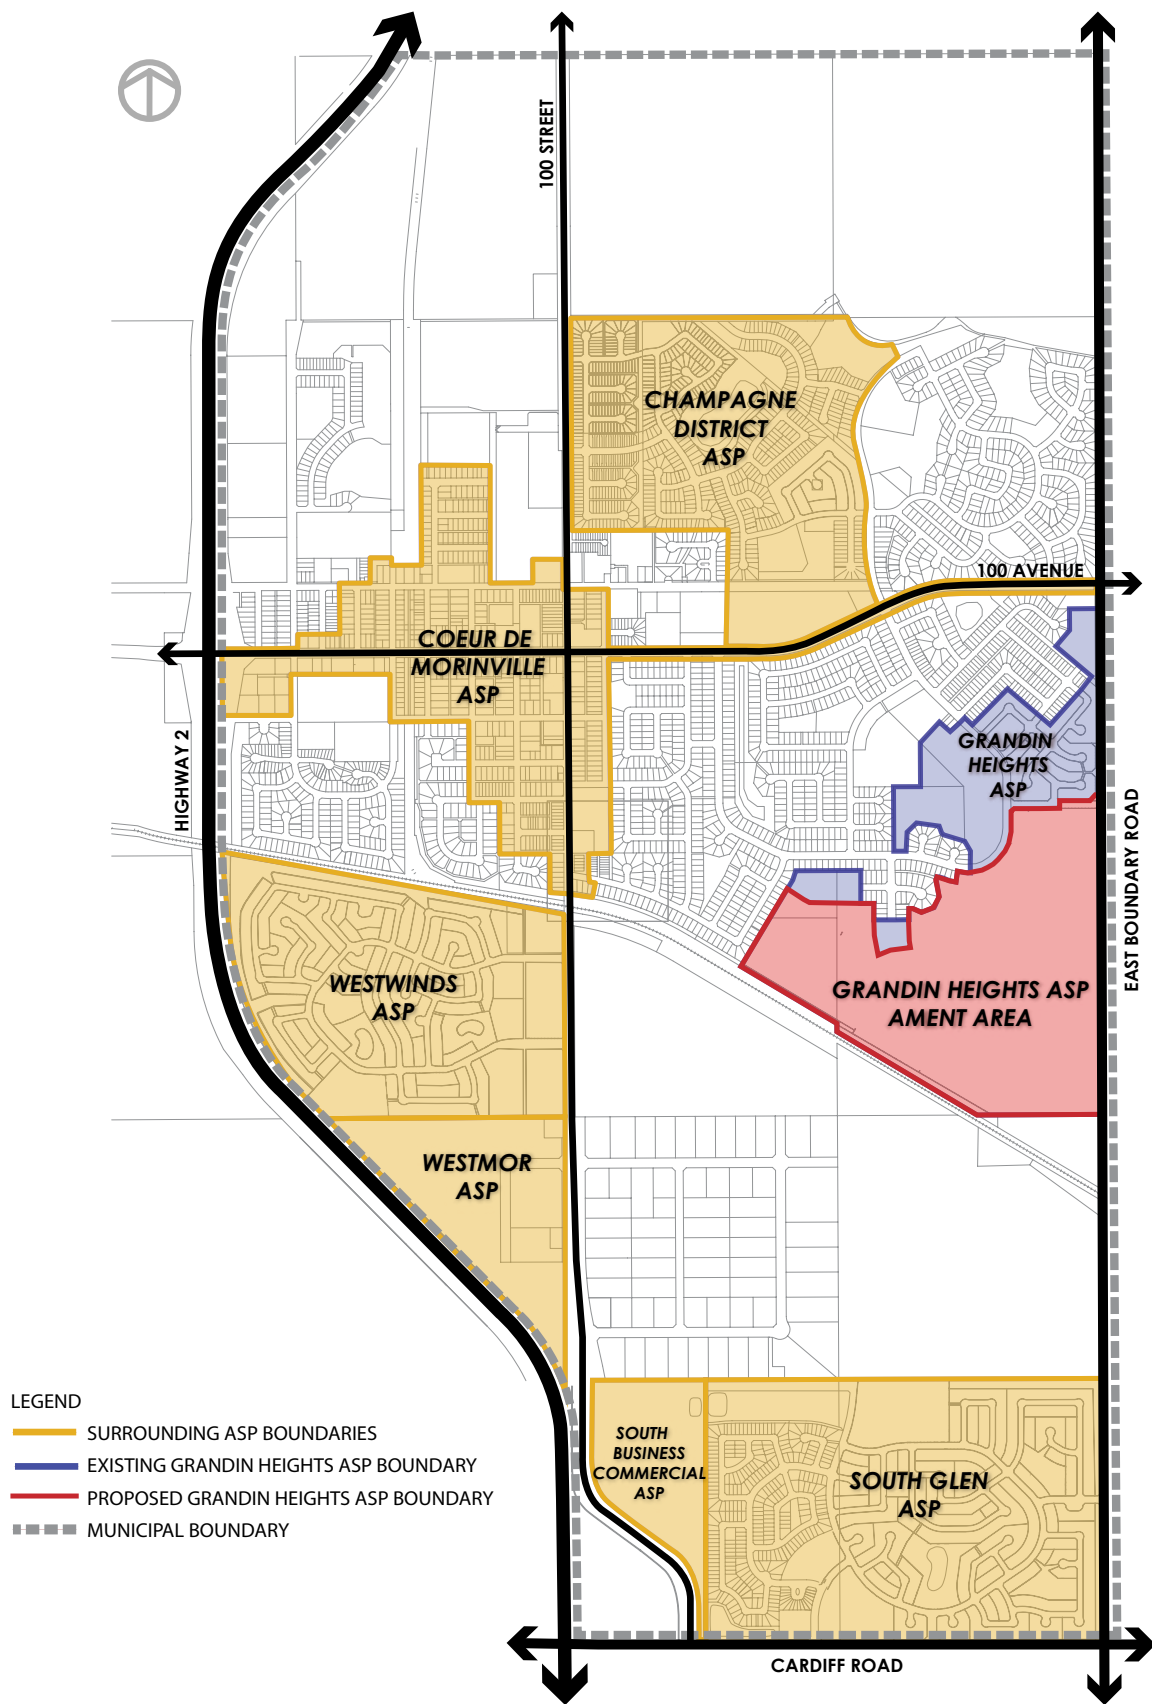 100 STREET
CHAMPAGNE
DISTRICT
ASP
100 AVENUE
COEUR DE
MORINVILLE
ASP
HIGHWAY 2
GRANDIN
HEIGHTS
ASP
EAST BOUNDARY ROAD
WESTWINDS
ASP
GRANDIN HEIGHTS ASP
AMENT AREA
WESTMOR
ASP
LEGEND
SURROUNDING ASP BOUNDARIES
EXISTING GRANDIN HEIGHTS ASP BOUNDARY
PROPOSED GRANDIN HEIGHTS ASP BOUNDARY
MUNICIPAL BOUNDARY
SOUTH
BUSINESS
COMMERCIAL
ASP
SOUTH GLEN
ASP
CARDIFF ROAD